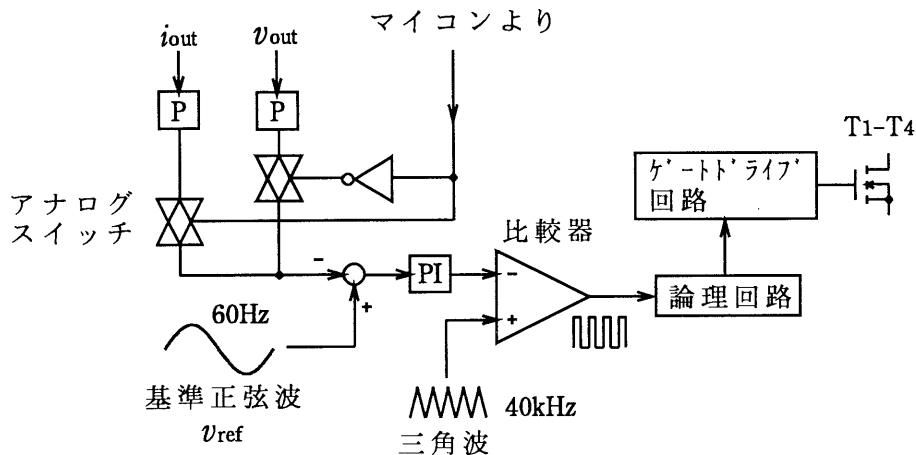 マイコンより
iout
vout
P
P
T1-T4
ｹﾞｰﾄﾄﾞﾗｲﾌﾞ
回路
アナログ
スイッチ
比較器
-
PI
-
+
60Hz
+
論理回路
基準正弦波
vref
40kHz
三角波